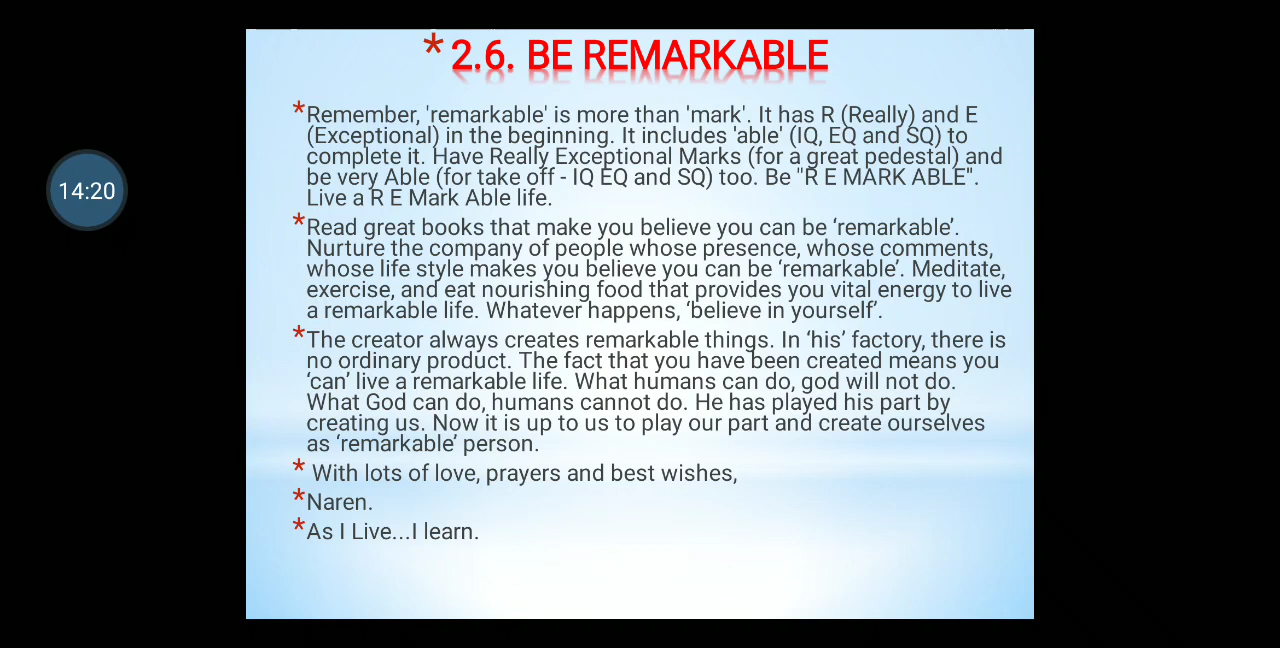 * 2.6. BE REMARKABLE
14:20
*Remember, 'remarkable' is more than 'mark'. It has R (Really) and E
(Exceptional) in the beginning. It includes 'able' (IQ, EQ and SQ) to
complete it. Have Really Exceptional Marks (for a great pedestal) and
be very Able (for take off - IQ EQ and SQ) too. Be "R E MARK ABLE".
Live a R E Mark Able life.
*Read great books that make you believe you can be ‘remarkable’.
Nurture the company of people whose presence, whose comments,
whose life style makes you believe you can be ‘remarkable’. Meditate,
exercise, and eat nourishing food that provides you vital energy to live
a remarkable life. Whatever happens, ‘believe in yourself’.
*The creator always creates remarkable things. In ‘his’ factory, there is
no ordinary product. The fact that you have been created means you
‘can’ live a remarkable life. What humans can do, god will not do.
What God can do, humans cannot do. He has played his part by
creating us. Now it is up to us to play our part and create ourselves
as ‘remarkable’ person.
* With lots of love, prayers and best wishes,
*Naren.
*As I Live...I learn.